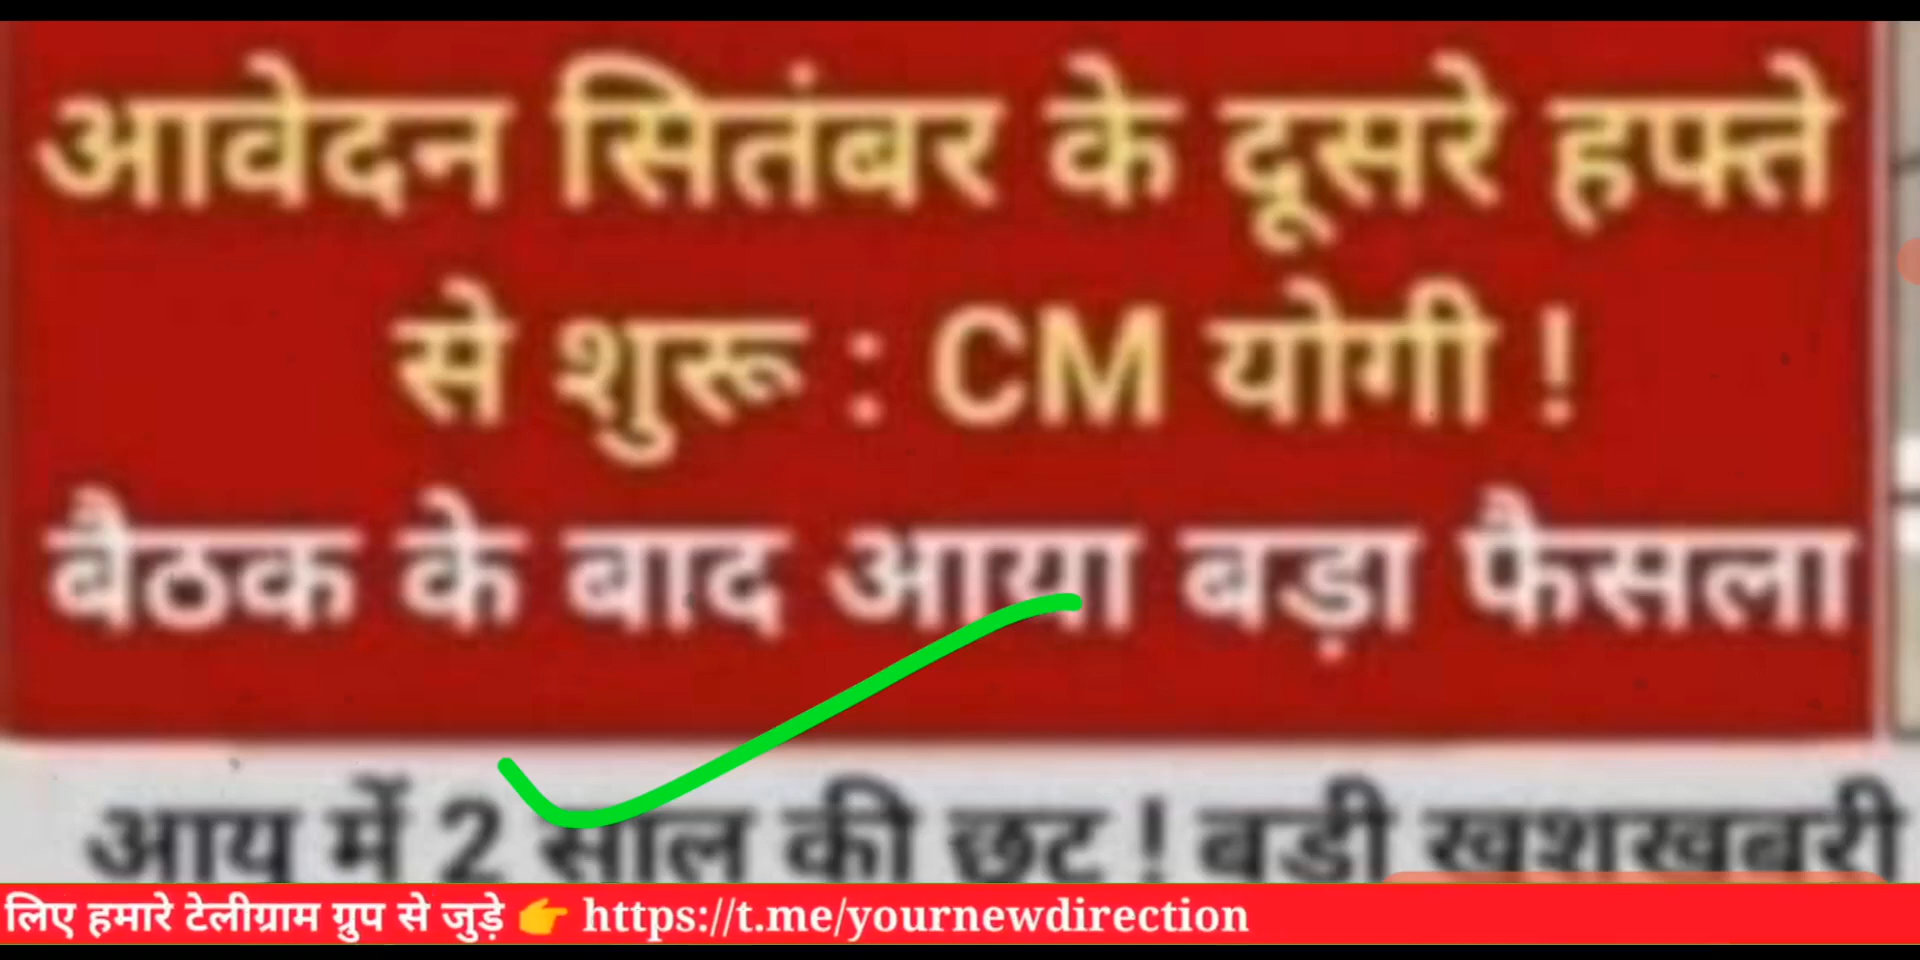 आवेदन सितंबर के दूसरे हफ्ते
से शुरू : CM योगी !
बैठक के बाद आया बड़ा फैसला
आयु में 2 साल की छूट ! बड़ी खुशखबरी
लिए हमारे टेलीग्राम ग्रुप से जुड़े 👉 https://t.me/yournewdirection